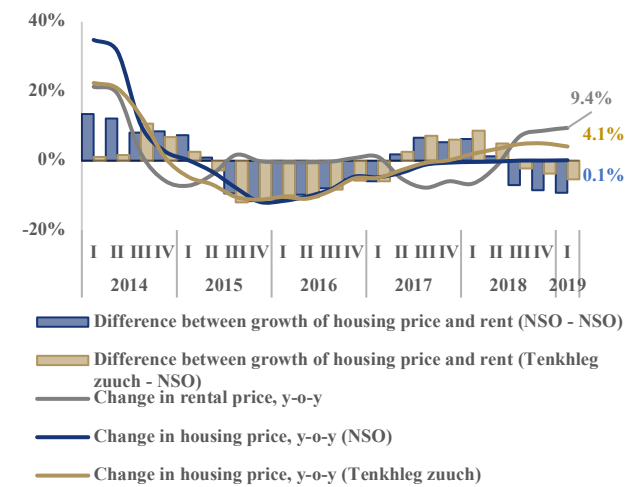 40%
20%
9.4%
4.1%
0%
0.1%
-20%
I II III IV I II III IV I II III IV I II III IV I II III IV I
2014 2015 2016 2017 2018 2019
Difference between growth of housing price and rent (NSO - NSO)
Difference between growth of housing price and rent (Tenkhleg
zuuch - NSO)
Change in rental price, y-o-y
Change in housing price, y-o-y (NSO)
Change in housing price, y-o-y (Tenkhleg zuuch)